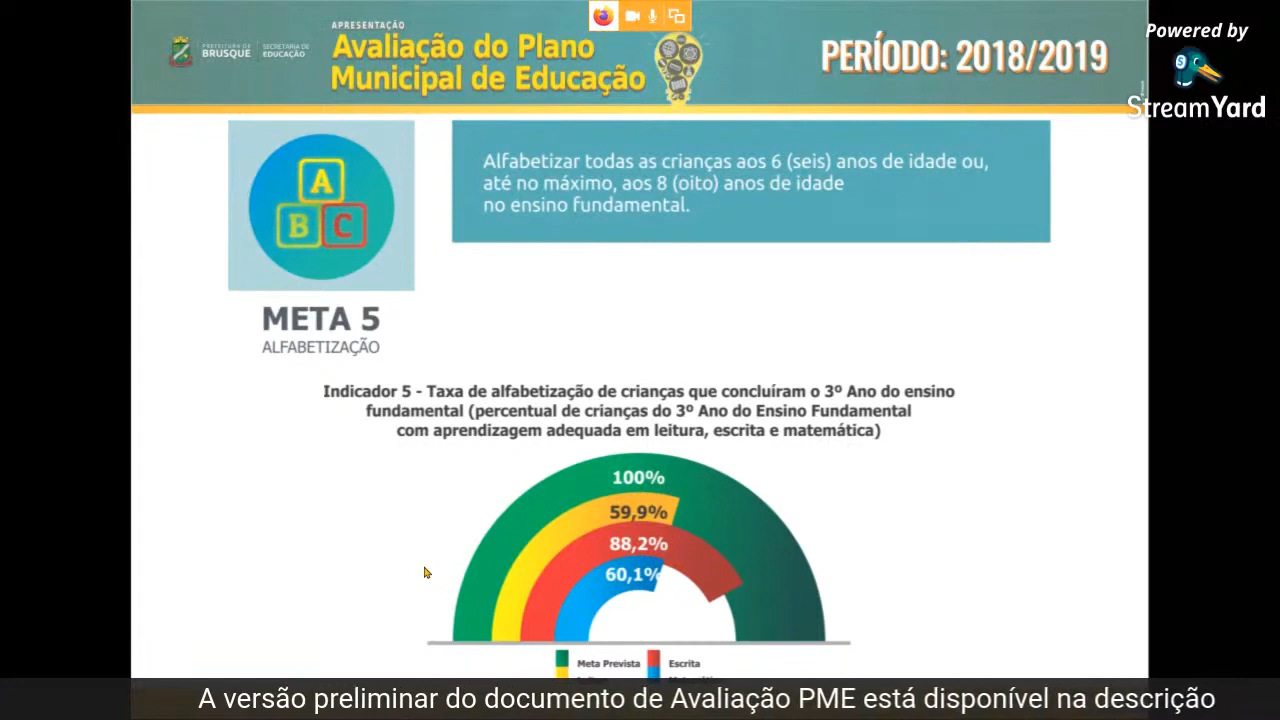 APRESENTAÇÃO
PREFEITURA DE
BRUSQUE
SECRETARIA DE
EDUCAÇÃO
Avaliação do Plano
Municipal de Educação
PERÍODO: 2018/2019
Powered by
StreamYard
A
B C
Alfabetizar todas as crianças aos 6 (seis) anos de idade ou,
até no máximo, aos 8 (oito) anos de idade
no ensino fundamental.
META 5
ALFABETIZAÇÃO
Indicador 5 - Taxa de alfabetização de crianças que concluíram o 3º Ano do ensino
fundamental (percentual de crianças do 3º Ano do Ensino Fundamental
com aprendizagem adequada em leitura, escrita e matemática)
100%
59,9%
88,2%
60,1%
Meta Prevista
Escrita
A versão preliminar do documento de Avaliação PME está disponível na descrição